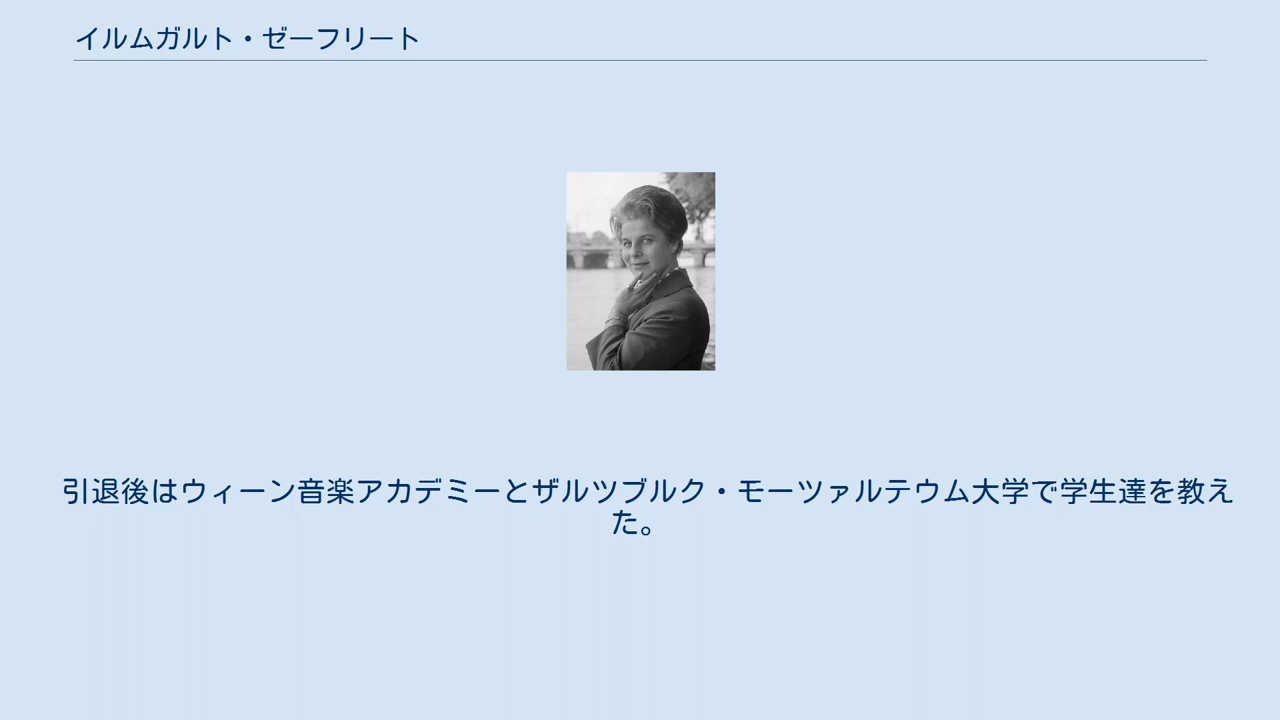 イルムガルト・ゼーフリート
引退後はウィーン音楽アカデミーとザルツブルク・モーツァルテウム大学で学生達を教え
た。